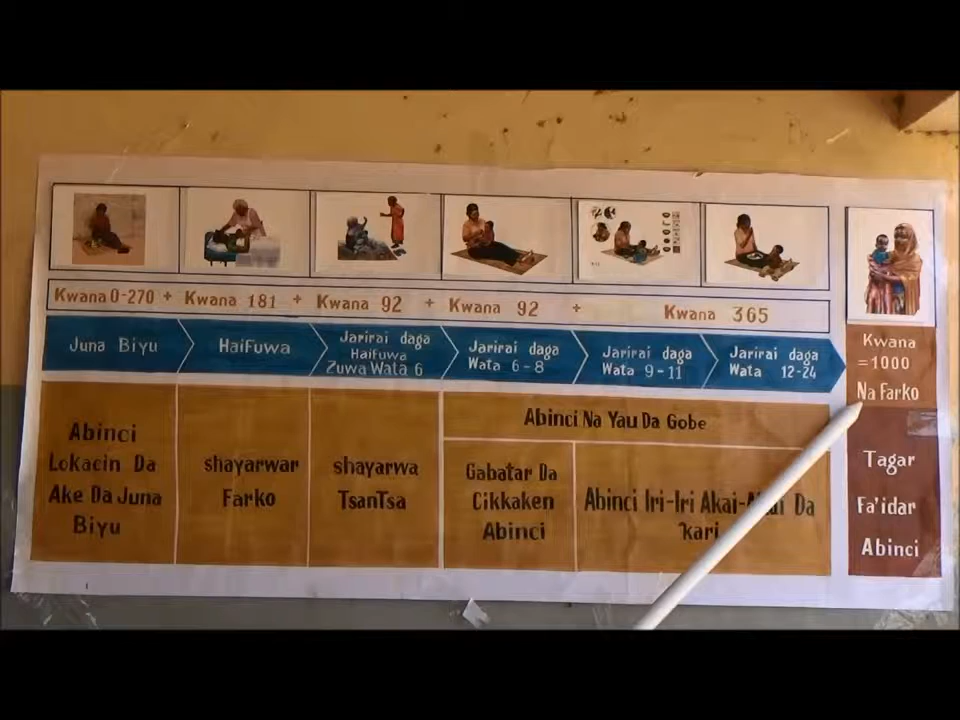 Kwana 0-270 + Kwana 181 + Kwana 92 + Kwana 92 + Kwana 365
Juna Biyu
Haifuwa
Jarirai daga
Haifuwa
Zuwa Wata 6
Jarirai daga
Wata 6-8
Jarirai daga
Wata 9-11
Jarirai daga
Wata 12-24
Kwana
=1000
Na Farko
Abinci
Lokacin Da
Ake Da Juna
Biyu
shayarwar
Farko
shayarwa
TsanTsa
Abinci Na Yau Da Gobe
Gabatar Da
Cikkaken
Abinci
Abinci Iri-Iri Akai- Da
Ƙari
Tagar
Fa'idar
Abinci